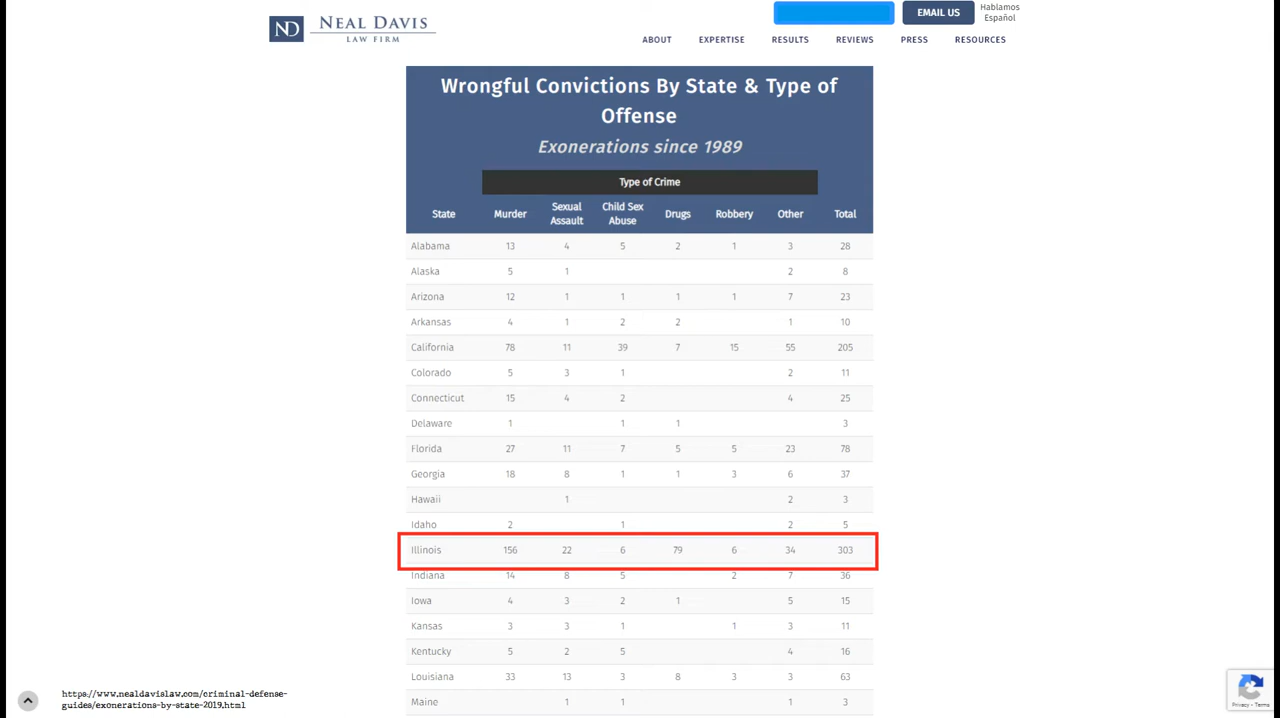 ND NEAL DAVIS
LAW FIRM
EMAIL US
Hablamos
Español
ABOUT EXPERTISE RESULTS REVIEWS PRESS RESOURCES
Wrongful Convictions By State & Type of
Offense
Exonerations since 1989
Type of Crime
State Murder Sexual Assault Child Sex Abuse Drugs Robbery Other Total
Alabama 13 4 5 2 1 3 28
Alaska 5 1 2 8
Arizona 12 1 1 1 1 7 23
Arkansas 4 1 2 2 1 10
California 78 11 39 7 15 55 205
Colorado 5 3 1 2 11
Connecticut 15 4 2 4 25
Delaware 1 1 1 3
Florida 27 11 7 5 5 23 78
Georgia 18 8 1 1 3 6 37
Hawaii 1 2 3
Idaho 2 1 2 5
Illinois 156 22 6 79 6 34 303
Indiana 14 8 5 2 7 36
Iowa 4 3 2 1 5 15
Kansas 3 3 1 1 3 11
Kentucky 5 2 5 4 16
Louisiana 33 13 3 8 3 3 63
Maine 1 1 1 3
https://www.nealdavislaw.com/criminal-defense-
guides/exonerations-by-state-2019.html
Privacy - Terms